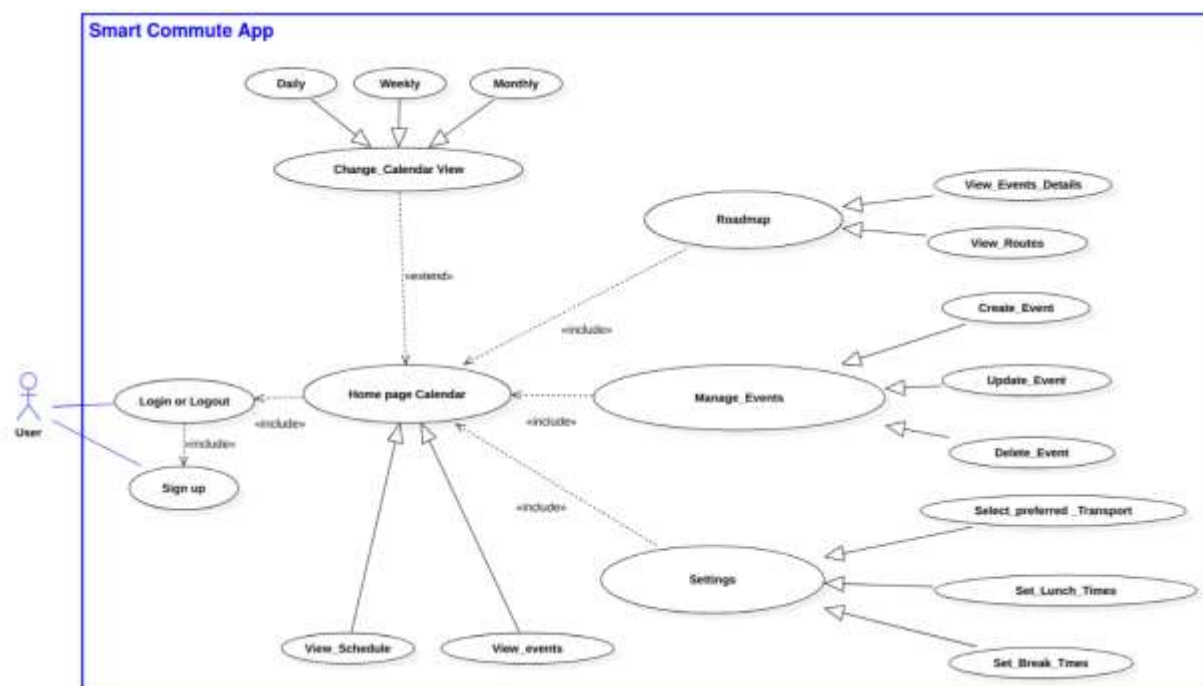 Smart Commute App
Daily
Weekly
Monthly
Change_Calendar View
View_Events_Details
Roadmap
View_Routes
«extend»
Create_Event
«include»
Update_Event
Home page Calendar
Manage_Events
Login or Logout
«include»
«include»
User
«include»
Delete_Event
Sign up
«include»
Select_preferred _Transport
Settings
Set_Lunch_Times
View_Schedule
View_events
Set_Break_Tmes